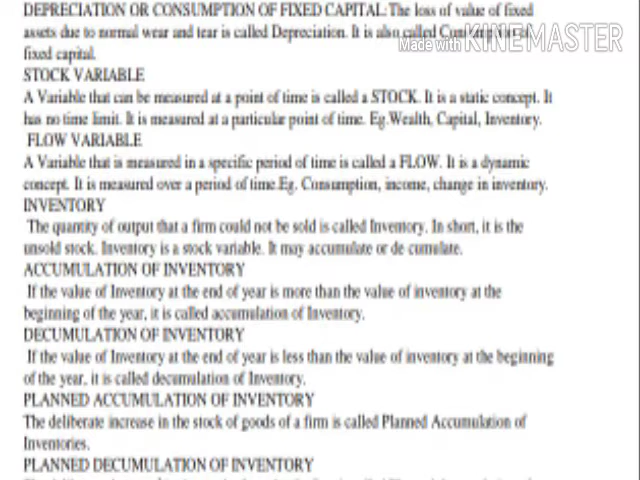 DEPRECIATION OR CONSUMPTION OF FIXED CAPITAL: The loss of value of fixed
assets due to normal wear and tear is called Depreciation. It is also called
Made with KINEMASTER
fixed capital.
STOCK VARIABLE
A Variable that can be measured at a point of time is called a STOCK. It is a static concept. It
has no time limit. It is measured at a particular point of time. Eg.Wealth, Capital, Inventory.
FLOW VARIABLE
A Variable that is measured in a specific period of time is called a FLOW. It is a dynamic
concept. It is measured over a period of time.Eg. Consumption, income, change in inventory.
INVENTORY
The quantity of output that a firm could not be sold is called Inventory. In short, it is the
unsold stock. Inventory is a stock variable. It may accumulate or de cumulate.
ACCUMULATION OF INVENTORY
If the value of Inventory at the end of year is more than the value of inventory at the
beginning of the year, it is called accumulation of Inventory.
DECUMULATION OF INVENTORY
If the value of Inventory at the end of year is less than the value of inventory at the beginning
of the year, it is called decumulation of Inventory.
PLANNED ACCUMULATION OF INVENTORY
The deliberate increase in the stock of goods of a firm is called Planned Accumulation of
Inventories.
PLANNED DECUMULATION OF INVENTORY